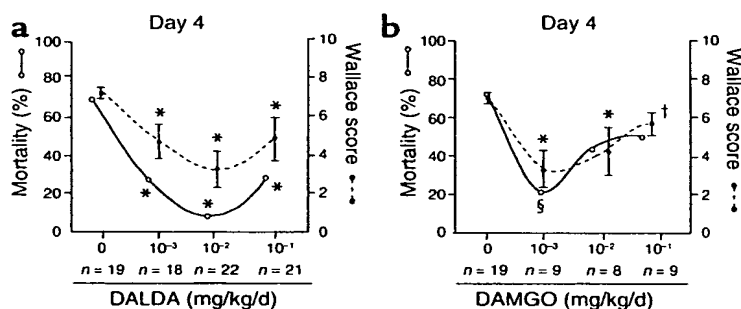 a
Day 4
Mortality (%)
100
80
60
40
20
0
10
8
6
4
2
0
Wallace score
*
*
*
*
*
*
0
10⁻³
10⁻²
10⁻¹
n = 19
n = 18
n = 22
n = 21
DALDA (mg/kg/d)
b
Day 4
Mortality (%)
100
80
60
40
20
0
10
8
6
4
2
0
Wallace score
*
*
†
§
0
10⁻³
10⁻²
10⁻¹
n = 19
n = 9
n = 8
n = 9
DAMGO (mg/kg/d)